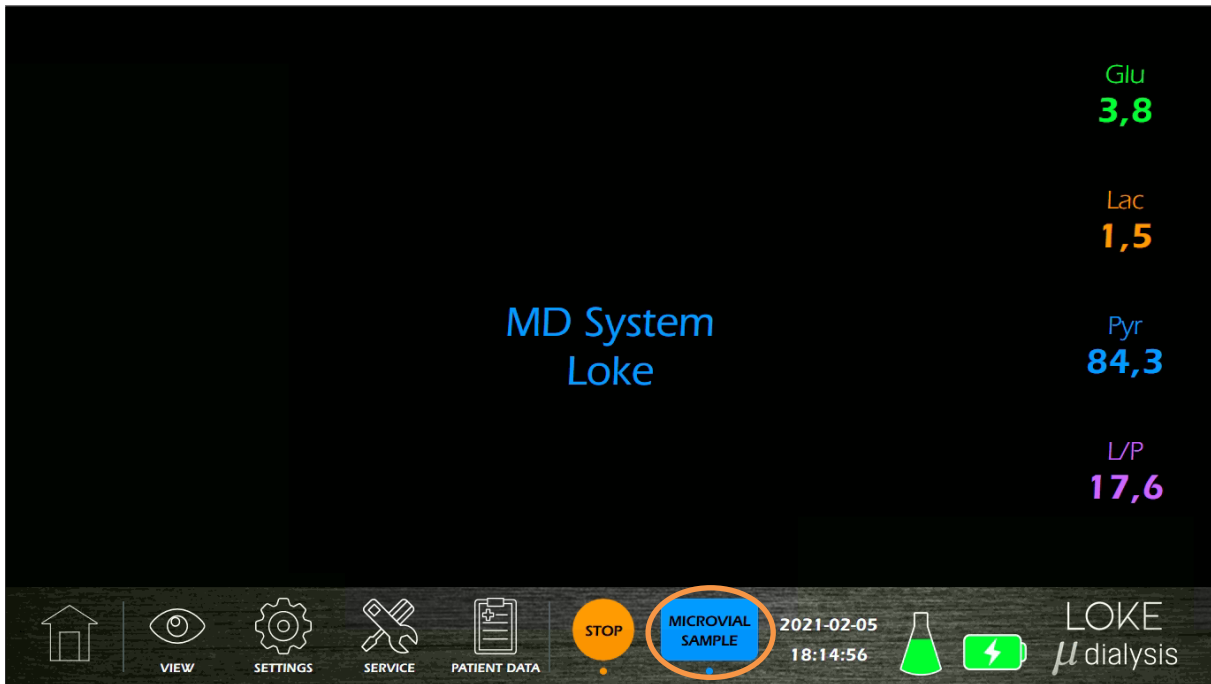 Glu
3,8
Lac
1,5
MD System
Loke
Pyr
84,3
L/P
17,6
VIEW
SETTINGS
SERVICE
PATIENT DATA
STOP
MICROVIAL
SAMPLE
2021-02-05
18:14:56
LOKE
μ dialysis